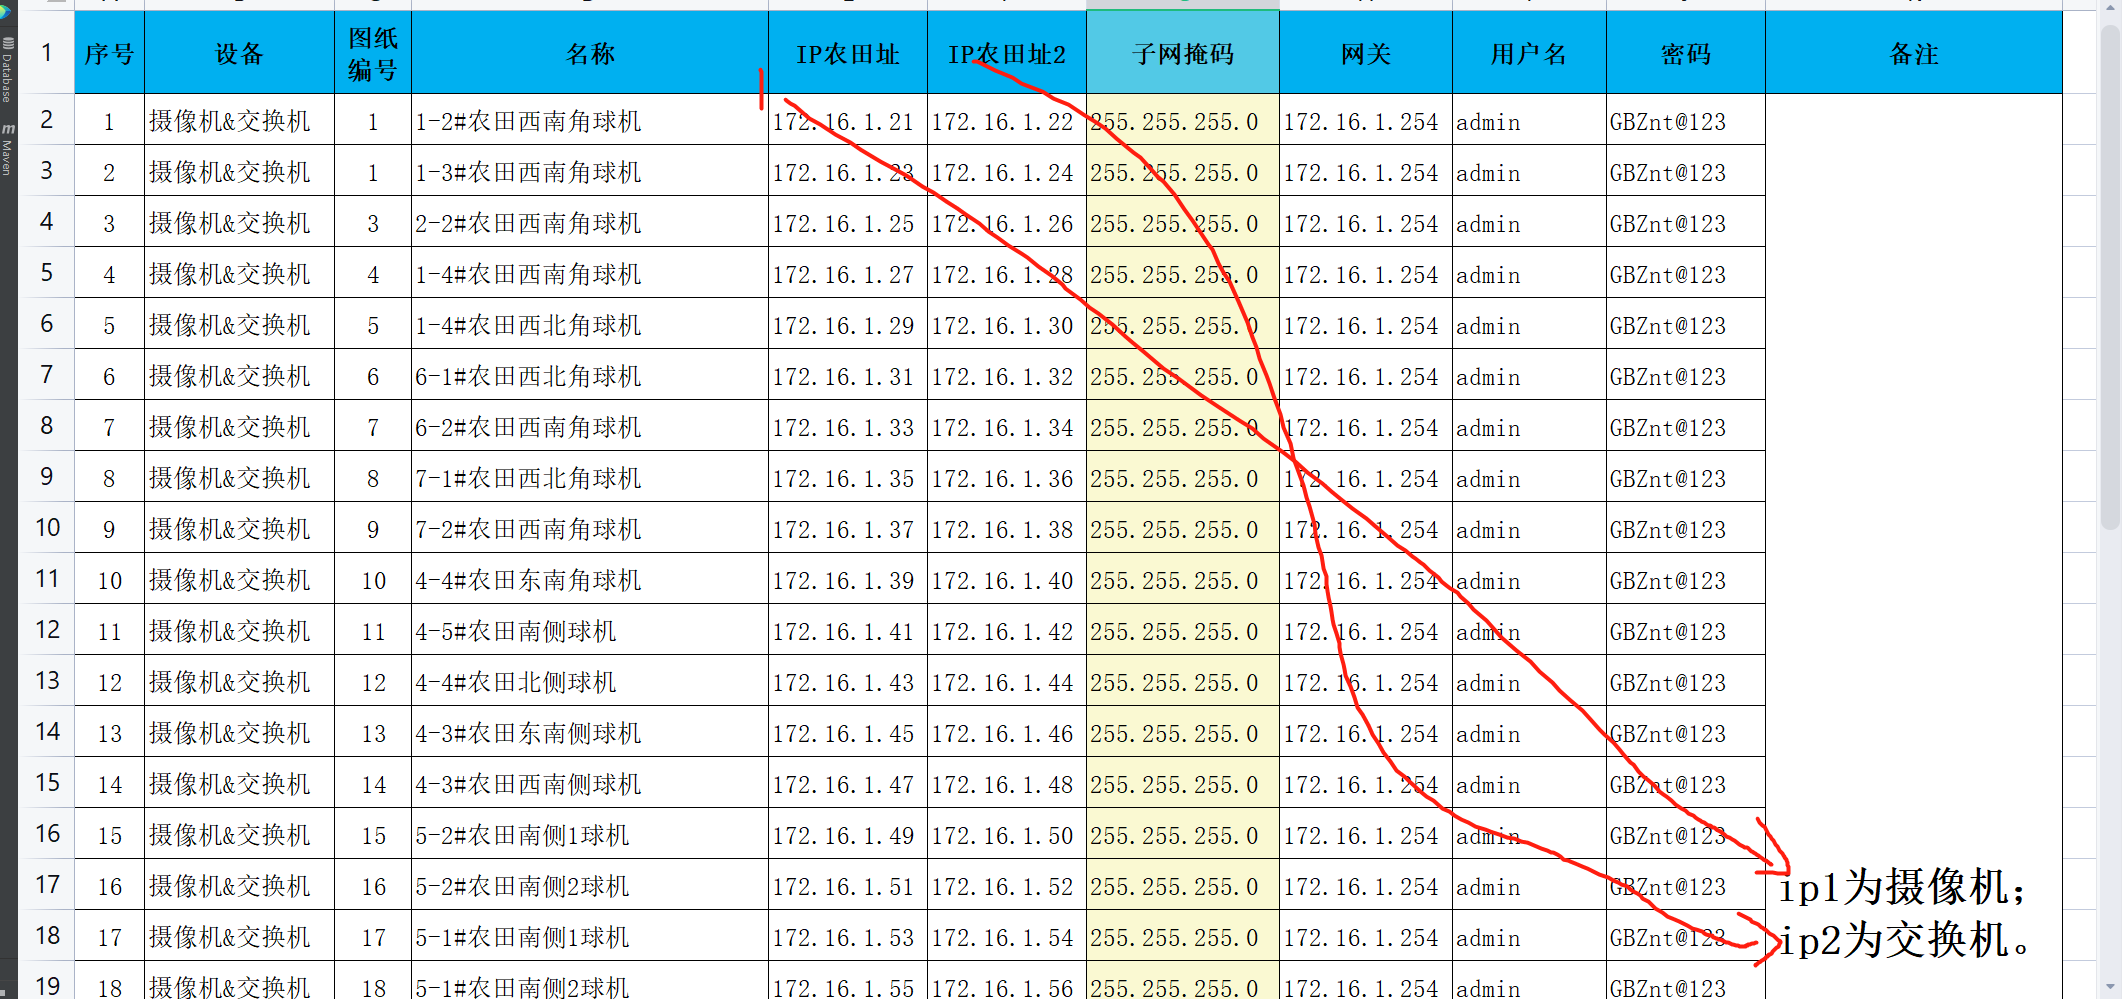 Database
m Maven
1 序号 设备 图纸编号 名称 IP农田址 IP农田址2 子网掩码 网关 用户名 密码 备注
2 1 摄像机&交换机 1 1-2#农田西南角球机 172.16.1.21 172.16.1.22 255.255.255.0 172.16.1.254 admin GBZnt@123
3 2 摄像机&交换机 1 1-3#农田西南角球机 172.16.1.23 172.16.1.24 255.255.255.0 172.16.1.254 admin GBZnt@123
4 3 摄像机&交换机 3 2-2#农田西南角球机 172.16.1.25 172.16.1.26 255.255.255.0 172.16.1.254 admin GBZnt@123
5 4 摄像机&交换机 4 1-4#农田西南角球机 172.16.1.27 172.16.1.28 255.255.255.0 172.16.1.254 admin GBZnt@123
6 5 摄像机&交换机 5 1-4#农田西北角球机 172.16.1.29 172.16.1.30 255.255.255.0 172.16.1.254 admin GBZnt@123
7 6 摄像机&交换机 6 6-1#农田西北角球机 172.16.1.31 172.16.1.32 255.255.255.0 172.16.1.254 admin GBZnt@123
8 7 摄像机&交换机 7 6-2#农田西南角球机 172.16.1.33 172.16.1.34 255.255.255.0 172.16.1.254 admin GBZnt@123
9 8 摄像机&交换机 8 7-1#农田西北角球机 172.16.1.35 172.16.1.36 255.255.255.0 172.16.1.254 admin GBZnt@123
10 9 摄像机&交换机 9 7-2#农田西南角球机 172.16.1.37 172.16.1.38 255.255.255.0 172.16.1.254 admin GBZnt@123
11 10 摄像机&交换机 10 4-4#农田东南角球机 172.16.1.39 172.16.1.40 255.255.255.0 172.16.1.254 admin GBZnt@123
12 11 摄像机&交换机 11 4-5#农田南侧球机 172.16.1.41 172.16.1.42 255.255.255.0 172.16.1.254 admin GBZnt@123
13 12 摄像机&交换机 12 4-4#农田北侧球机 172.16.1.43 172.16.1.44 255.255.255.0 172.16.1.254 admin GBZnt@123
14 13 摄像机&交换机 13 4-3#农田东南侧球机 172.16.1.45 172.16.1.46 255.255.255.0 172.16.1.254 admin GBZnt@123
15 14 摄像机&交换机 14 4-3#农田西南侧球机 172.16.1.47 172.16.1.48 255.255.255.0 172.16.1.254 admin GBZnt@123
16 15 摄像机&交换机 15 5-2#农田南侧1球机 172.16.1.49 172.16.1.50 255.255.255.0 172.16.1.254 admin GBZnt@123
17 16 摄像机&交换机 16 5-2#农田南侧2球机 172.16.1.51 172.16.1.52 255.255.255.0 172.16.1.254 admin GBZnt@123 ip1为摄像机；
18 17 摄像机&交换机 17 5-1#农田南侧1球机 172.16.1.53 172.16.1.54 255.255.255.0 172.16.1.254 admin GBZnt@123 ip2为交换机。
19 18 摄像机&交换机 18 5-1#农田南侧2球机 172.16.1.55 172.16.1.56 255.255.255.0 172.16.1.254 admin GBZnt@123